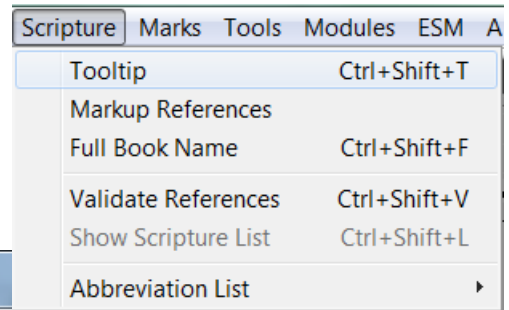 Scripture Marks Tools Modules ESM A
Tooltip Ctrl+Shift+T
Markup References
Full Book Name Ctrl+Shift+F
Validate References Ctrl+Shift+V
Show Scripture List Ctrl+Shift+L
Abbreviation List